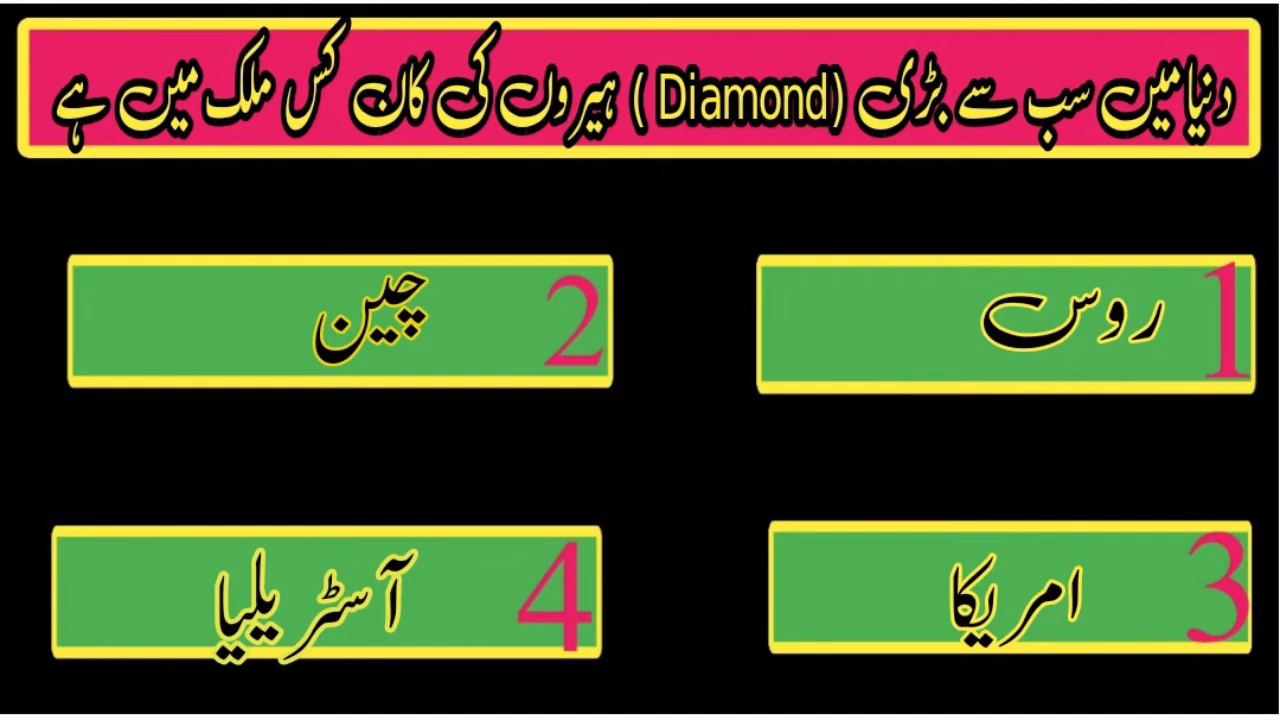 دنیا میں سب سے بڑی (Diamond) ہیروں کی کان کس ملک میں ہے
1 روس
2 چین
3 امریکا
4 آسٹریلیا